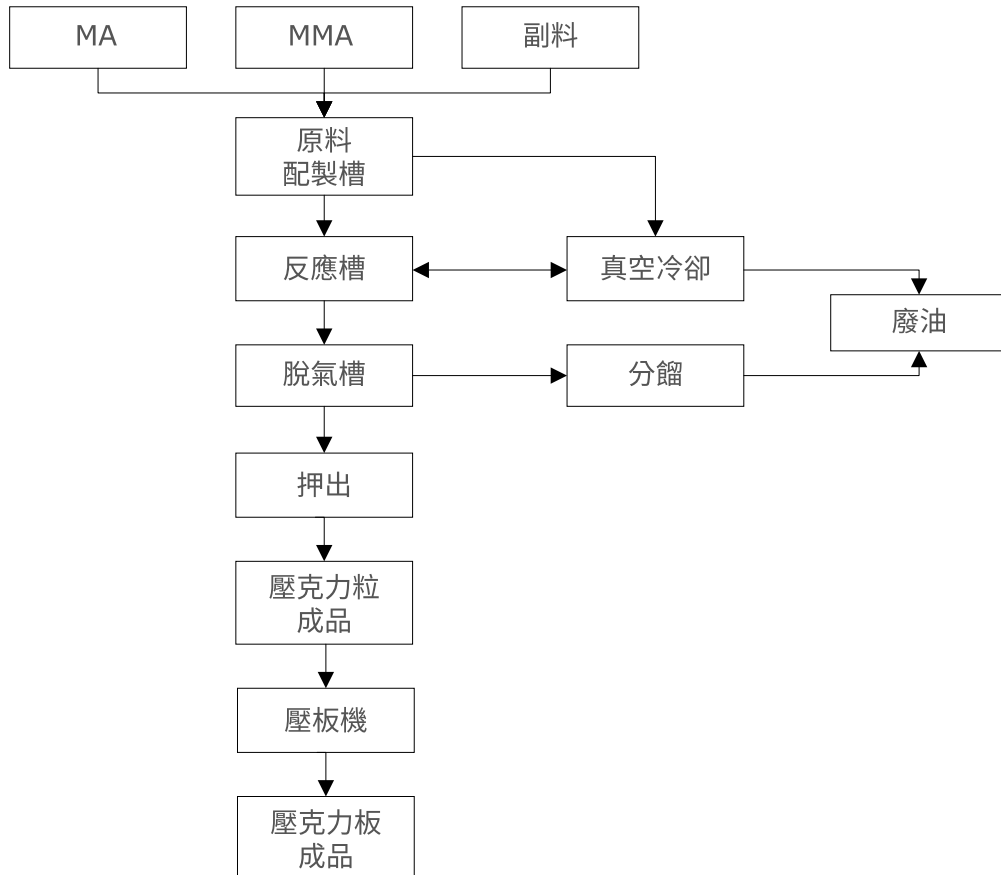 MA
MMA
副料
原料
配製槽
反應槽
真空冷卻
廢油
脫氣槽
分餾
押出
壓克力粒
成品
壓板機
壓克力板
成品